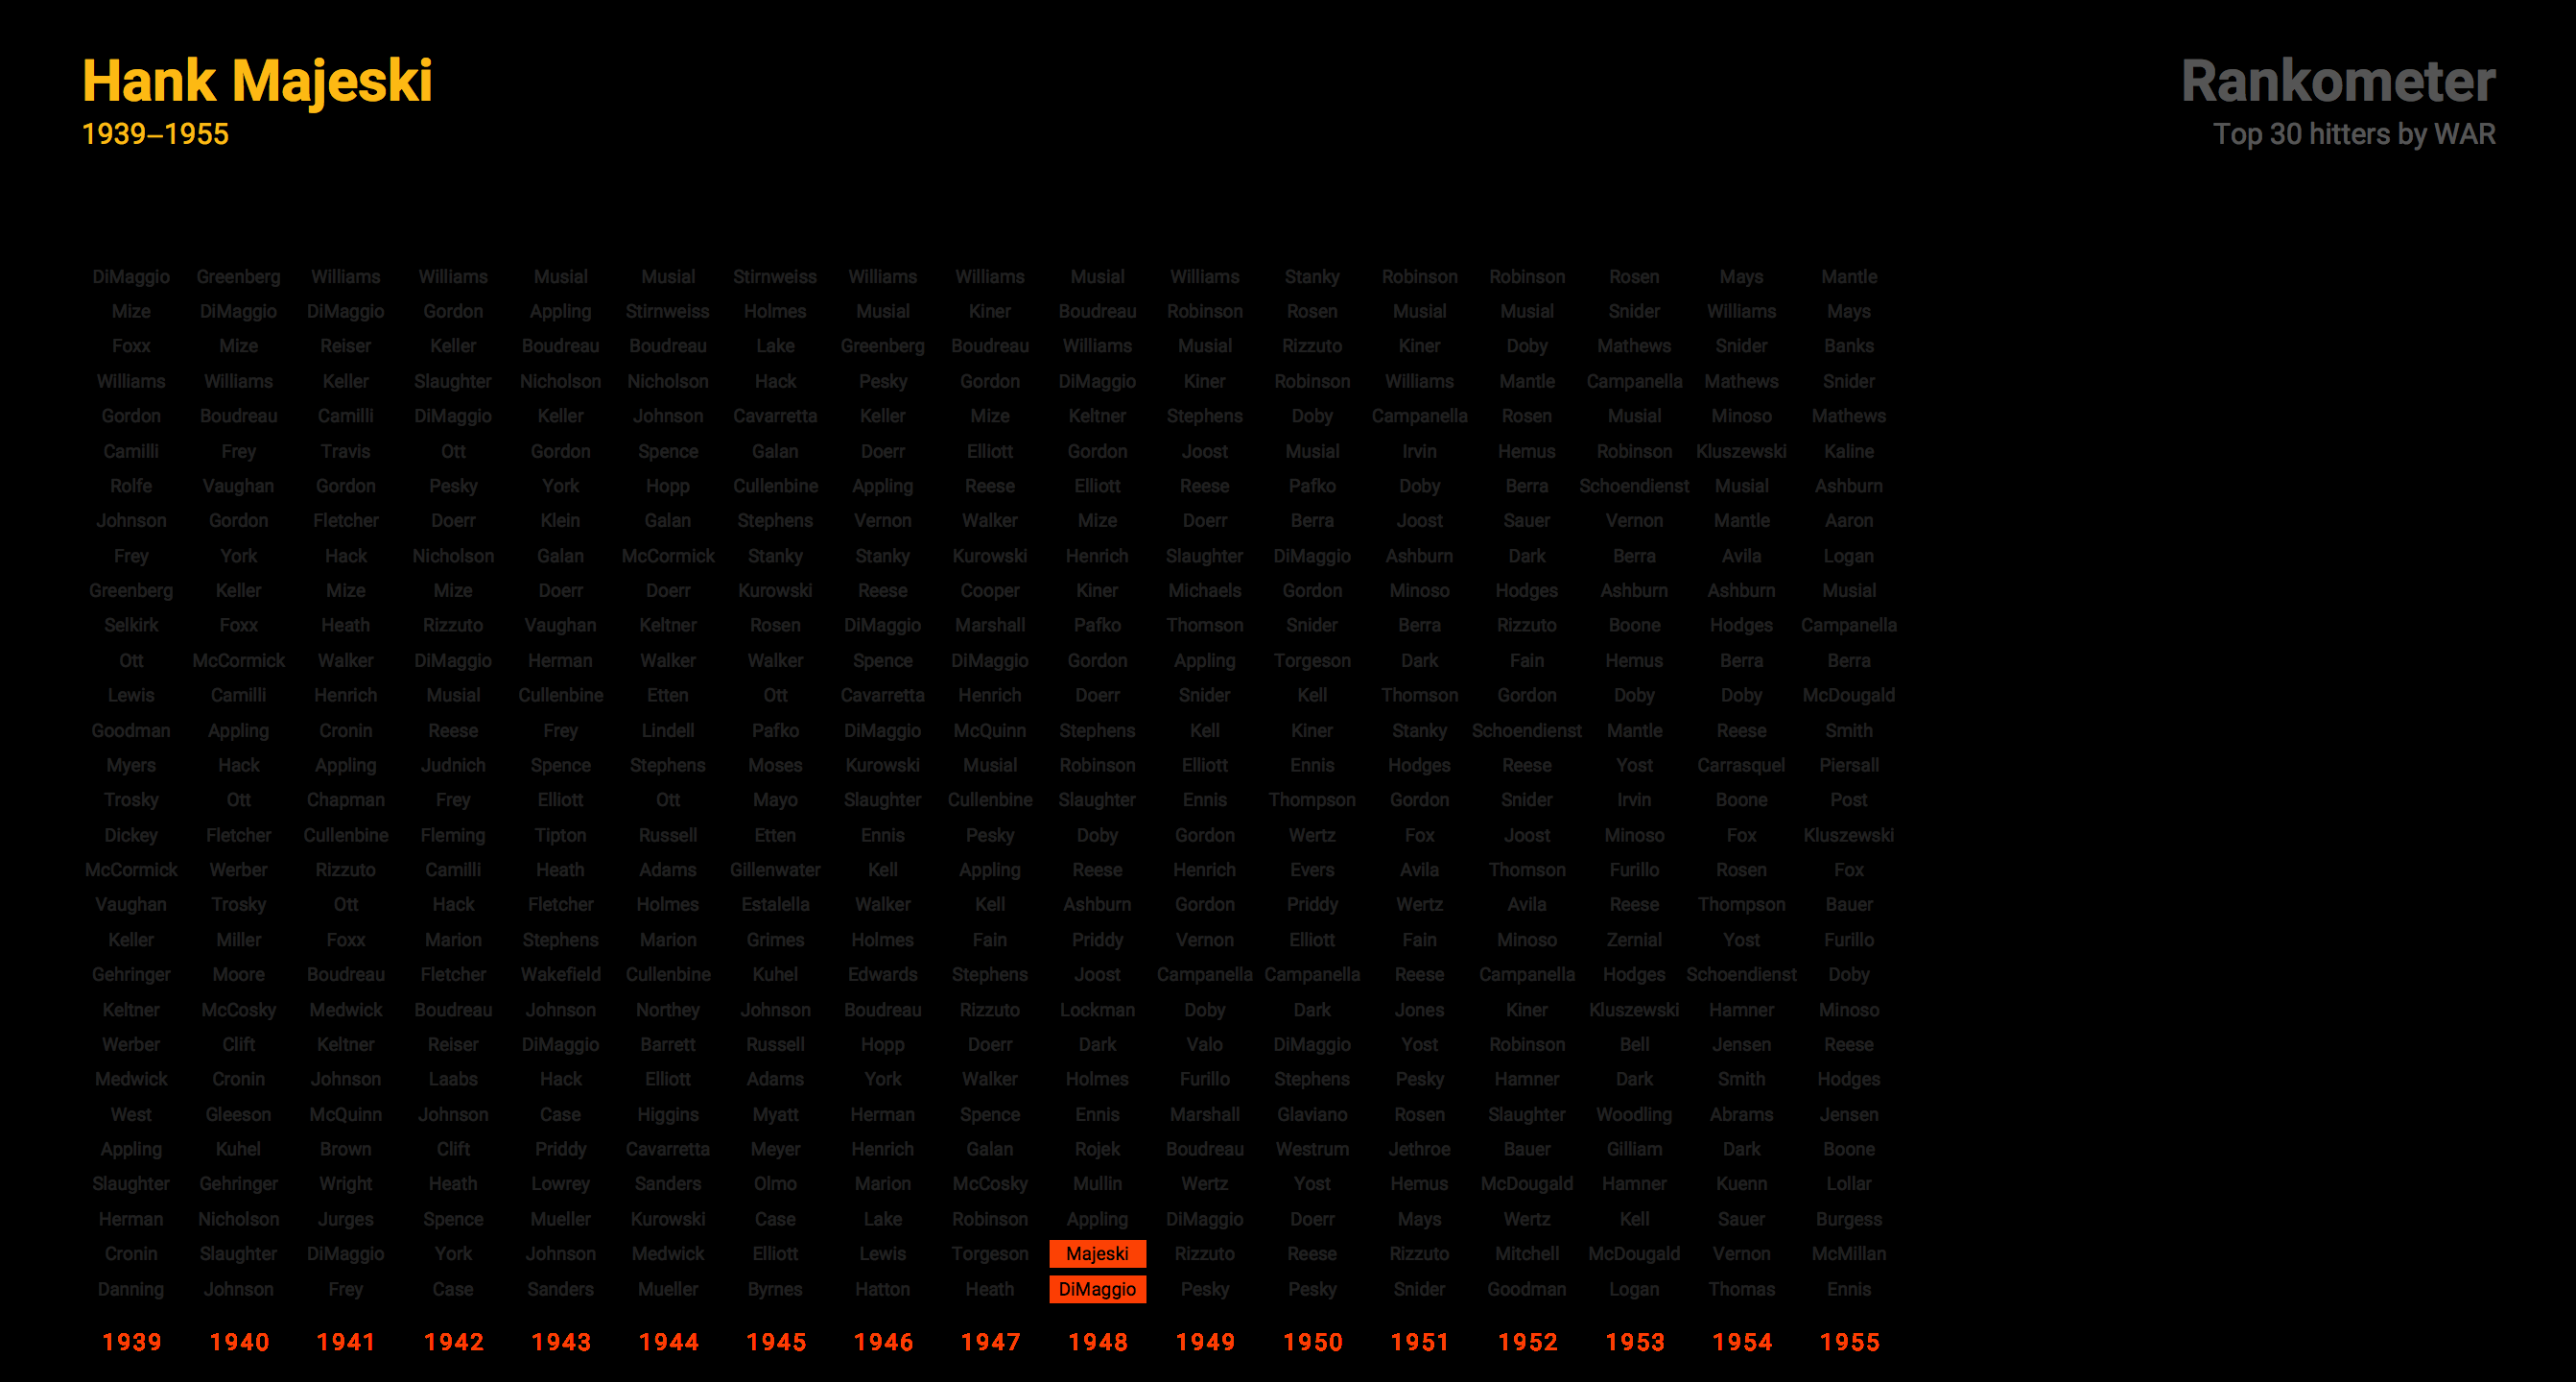 Hank Majeski
1939–1955
Rankometer
Top 30 hitters by WAR
DiMaggio Greenberg Williams Williams Musial Musial Stirnweiss Williams Williams Musial Williams Stanky Robinson Robinson Rosen Mays Mantle
Mize DiMaggio DiMaggio Gordon Appling Stirnweiss Holmes Musial Kiner Boudreau Robinson Rosen Musial Musial Snider Williams Mays
Foxx Mize Reiser Keller Boudreau Boudreau Lake Greenberg Boudreau Williams Musial Rizzuto Kiner Doby Mathews Snider Banks
Williams Williams Keller Slaughter Nicholson Nicholson Hack Pesky Gordon DiMaggio Kiner Robinson Williams Mantle Campanella Mathews Snider
Gordon Boudreau Camilli DiMaggio Keller Johnson Cavarretta Keller Mize Keltner Stephens Doby Campanella Rosen Musial Minoso Mathews
Camilli Frey Travis Ott Gordon Spence Galan Doerr Elliott Gordon Joost Musial Irvin Hemus Robinson Kluszewski Kaline
Rolfe Vaughan Gordon Pesky York Hopp Cullenbine Appling Reese Elliott Reese Pafko Doby Berra Schoendienst Musial Ashburn
Johnson Gordon Fletcher Doerr Klein Galan Stephens Vernon Walker Mize Doerr Berra Joost Sauer Vernon Mantle Aaron
Frey York Hack Nicholson Galan McCormick Stanky Stanky Kurowski Henrich Slaughter DiMaggio Ashburn Dark Berra Avila Logan
Greenberg Keller Mize Mize Doerr Doerr Kurowski Reese Cooper Kiner Michaels Gordon Minoso Hodges Ashburn Ashburn Musial
Selkirk Foxx Heath Rizzuto Vaughan Keltner Rosen DiMaggio Marshall Pafko Thomson Snider Berra Rizzuto Boone Hodges Campanella
Ott McCormick Walker DiMaggio Herman Walker Walker Spence DiMaggio Gordon Appling Torgeson Dark Fain Hemus Berra Berra
Lewis Camilli Henrich Musial Cullenbine Etten Ott Cavarretta Henrich Doerr Snider Kell Thomson Gordon Doby Doby McDougald
Goodman Appling Cronin Reese Frey Lindell Pafko DiMaggio McQuinn Stephens Kell Kiner Stanky Schoendienst Mantle Reese Smith
Myers Hack Appling Judnich Spence Stephens Moses Kurowski Musial Robinson Elliott Ennis Hodges Reese Yost Carrasquel Piersall
Trosky Ott Chapman Frey Elliott Ott Mayo Slaughter Cullenbine Slaughter Ennis Thompson Gordon Snider Irvin Boone Post
Dickey Fletcher Cullenbine Fleming Tipton Russell Etten Ennis Pesky Doby Gordon Wertz Fox Joost Minoso Fox Kluszewski
McCormick Werber Rizzuto Camilli Heath Adams Gillenwater Kell Appling Reese Henrich Evers Avila Thomson Furillo Rosen Fox
Vaughan Trosky Ott Hack Fletcher Holmes Estalella Walker Kell Ashburn Gordon Priddy Wertz Avila Reese Thompson Bauer
Keller Miller Foxx Marion Stephens Marion Grimes Holmes Fain Priddy Vernon Elliott Fain Minoso Zernial Yost Furillo
Gehringer Moore Boudreau Fletcher Wakefield Cullenbine Kuhel Edwards Stephens Joost Campanella Campanella Reese Campanella Hodges Schoendienst Doby
Keltner McCosky Medwick Boudreau Johnson Northey Johnson Boudreau Rizzuto Lockman Doby Dark Jones Kiner Kluszewski Hamner Minoso
Werber Clift Keltner Reiser DiMaggio Barrett Russell Hopp Doerr Dark Valo DiMaggio Yost Robinson Bell Jensen Reese
Medwick Cronin Johnson Laabs Hack Elliott Adams York Walker Holmes Furillo Stephens Pesky Hamner Dark Smith Hodges
West Gleeson McQuinn Johnson Case Higgins Myatt Herman Spence Ennis Marshall Glaviano Rosen Slaughter Woodling Abrams Jensen
Appling Kuhel Brown Clift Priddy Cavarretta Meyer Henrich Galan Rojek Boudreau Westrum Jethroe Bauer Gilliam Dark Boone
Slaughter Gehringer Wright Heath Lowrey Sanders Olmo Marion McCosky Mullin Wertz Yost Hemus McDougald Hamner Kuenn Lollar
Herman Nicholson Jurges Spence Mueller Kurowski Case Lake Robinson Appling DiMaggio Doerr Mays Wertz Kell Sauer Burgess
Cronin Slaughter DiMaggio York Johnson Medwick Elliott Lewis Torgeson Majeski Rizzuto Reese Rizzuto Mitchell McDougald Vernon McMillan
Danning Johnson Frey Case Sanders Mueller Byrnes Hatton Heath DiMaggio Pesky Pesky Snider Goodman Logan Thomas Ennis
1939 1940 1941 1942 1943 1944 1945 1946 1947 1948 1949 1950 1951 1952 1953 1954 1955